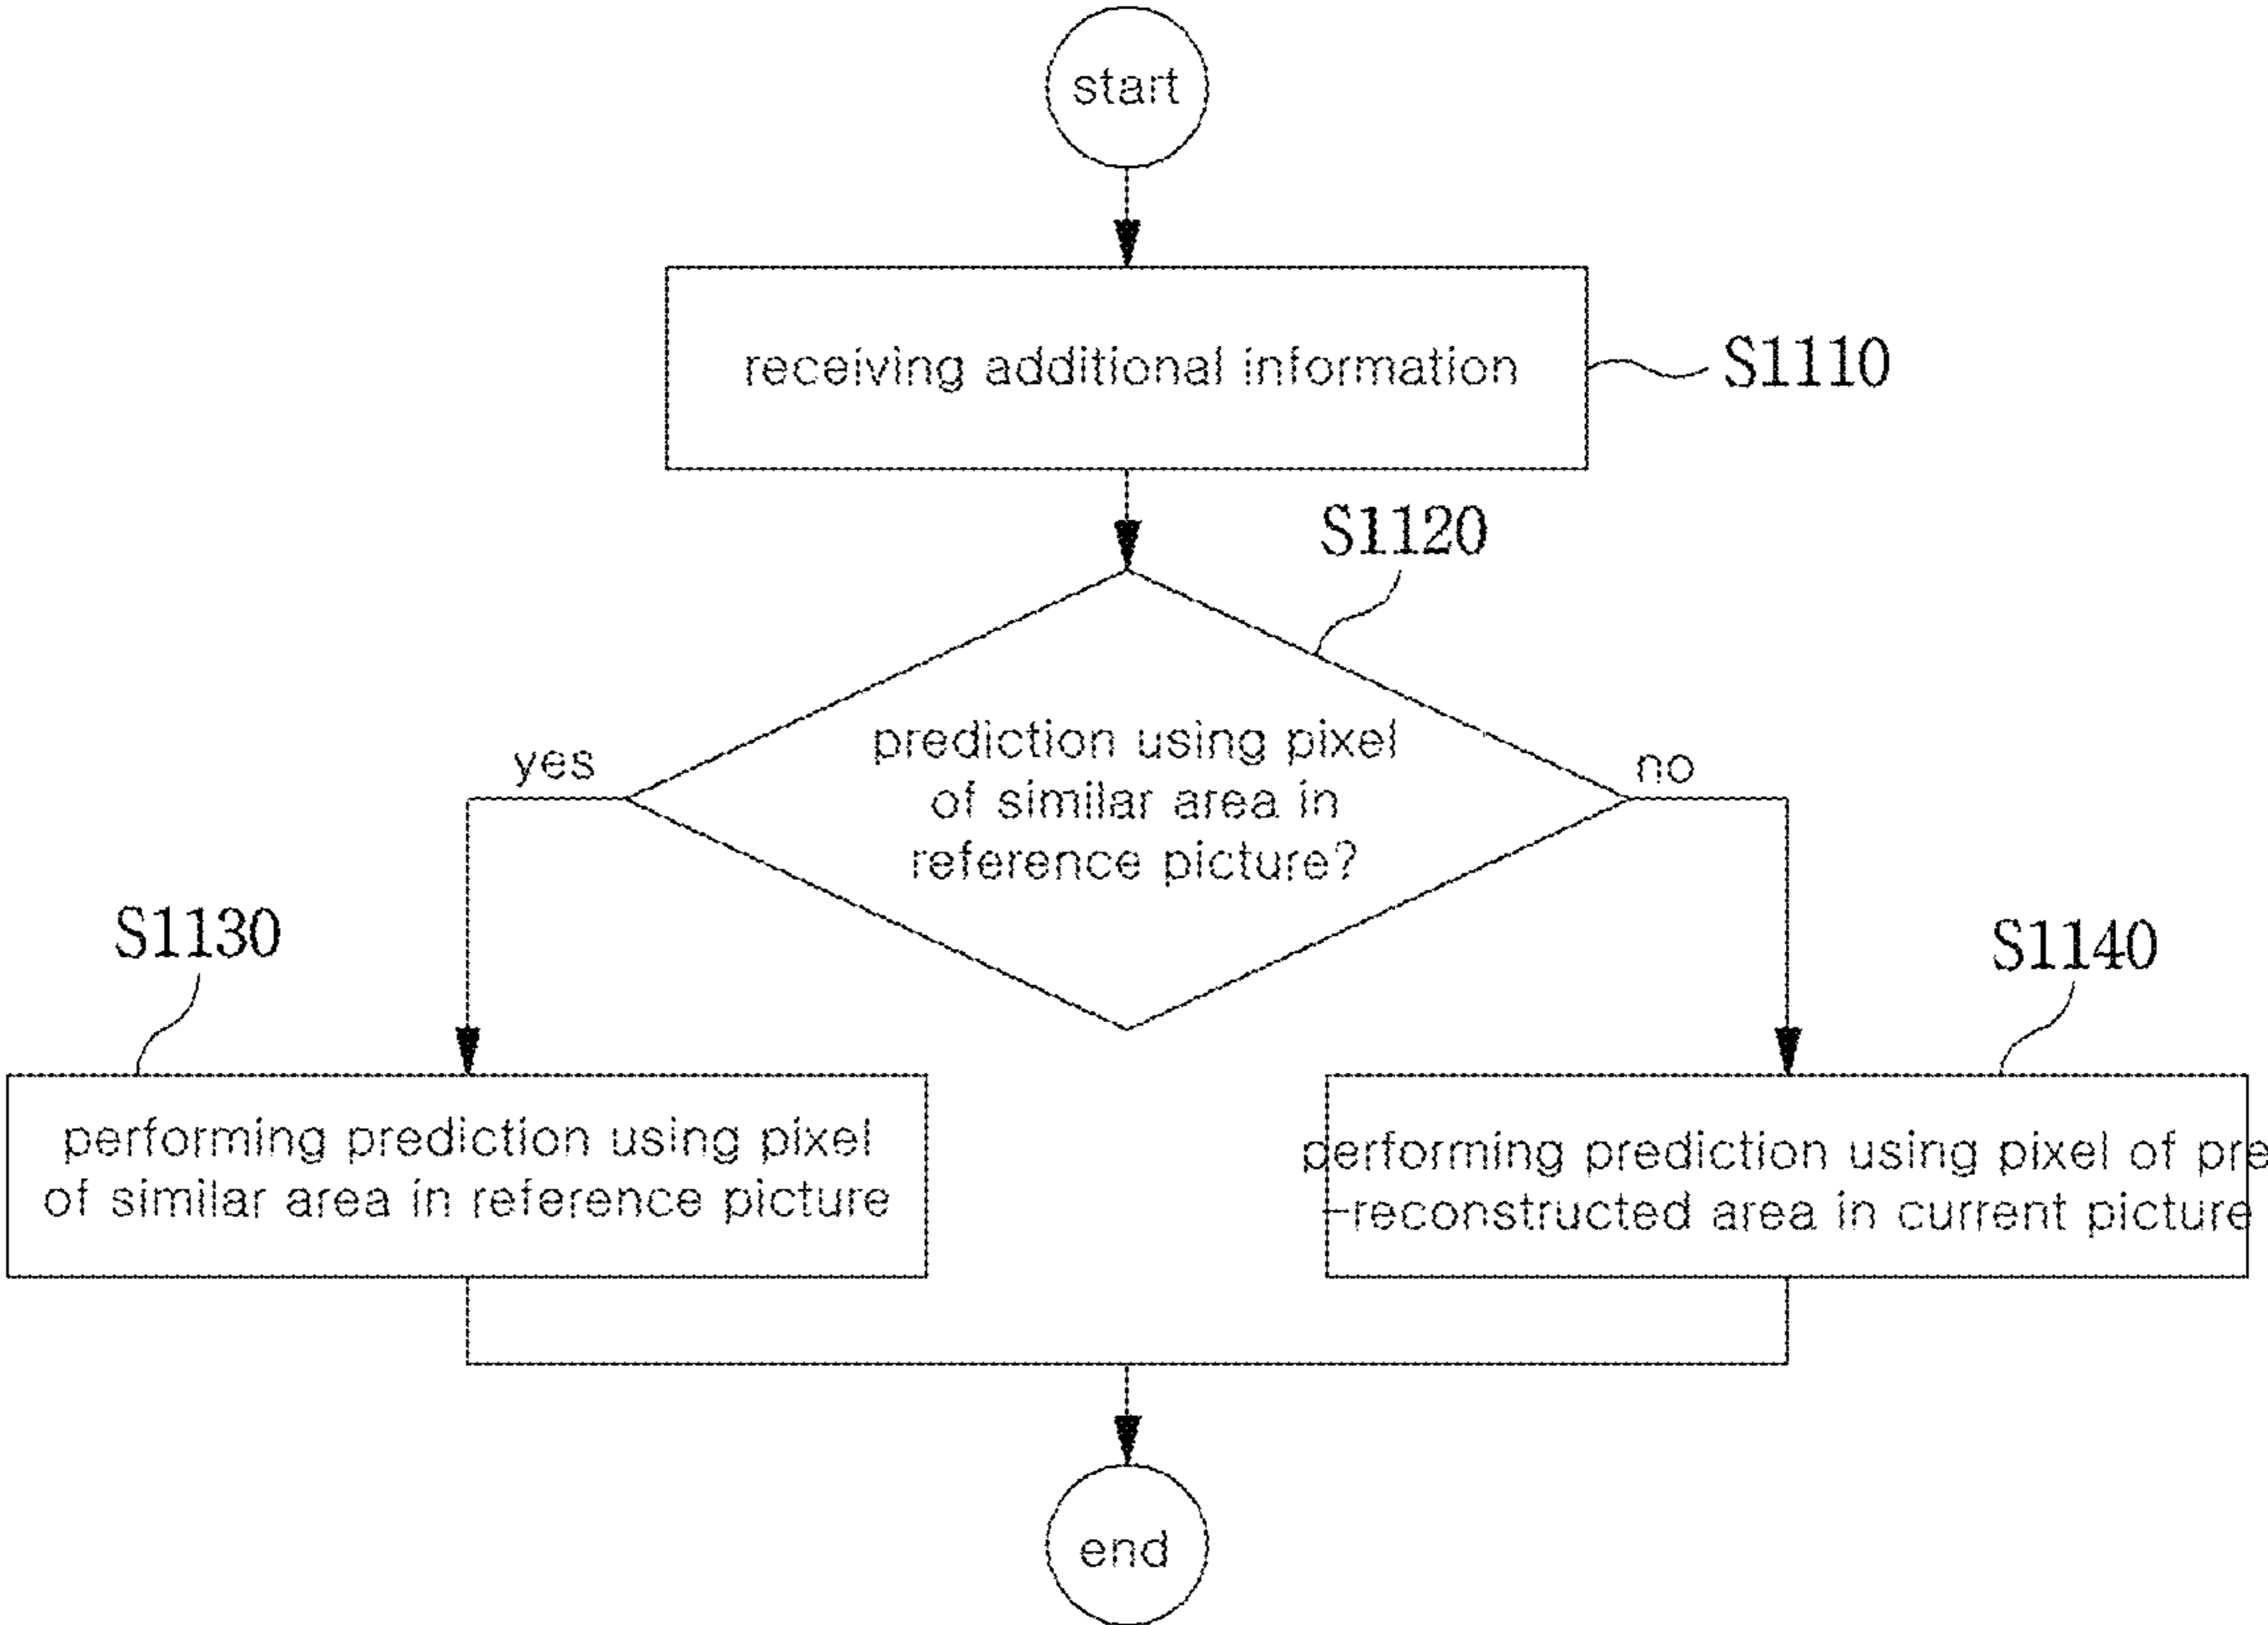 start
receiving additional information
S1110
S1120
prediction using pixel
of similar area in
reference picture?
yes
no
S1130
S1140
performing prediction using pixel
of similar area in reference picture
performing prediction using pixel of pre
-reconstructed area in current picture
end